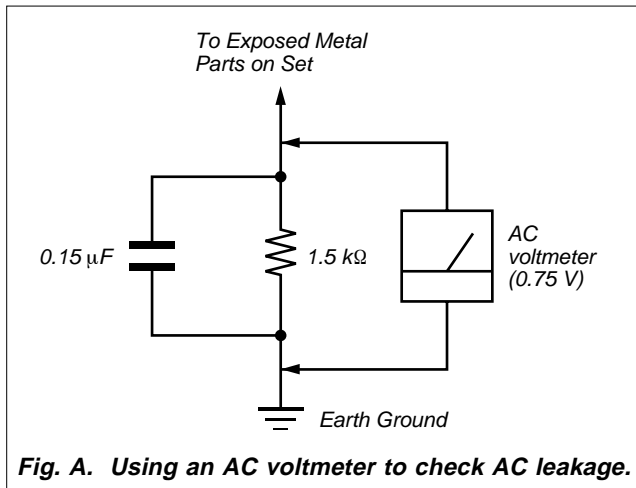 To Exposed Metal
Parts on Set
0.15 µF
1.5 kΩ
AC
voltmeter
(0.75 V)
Earth Ground
Fig. A. Using an AC voltmeter to check AC leakage.